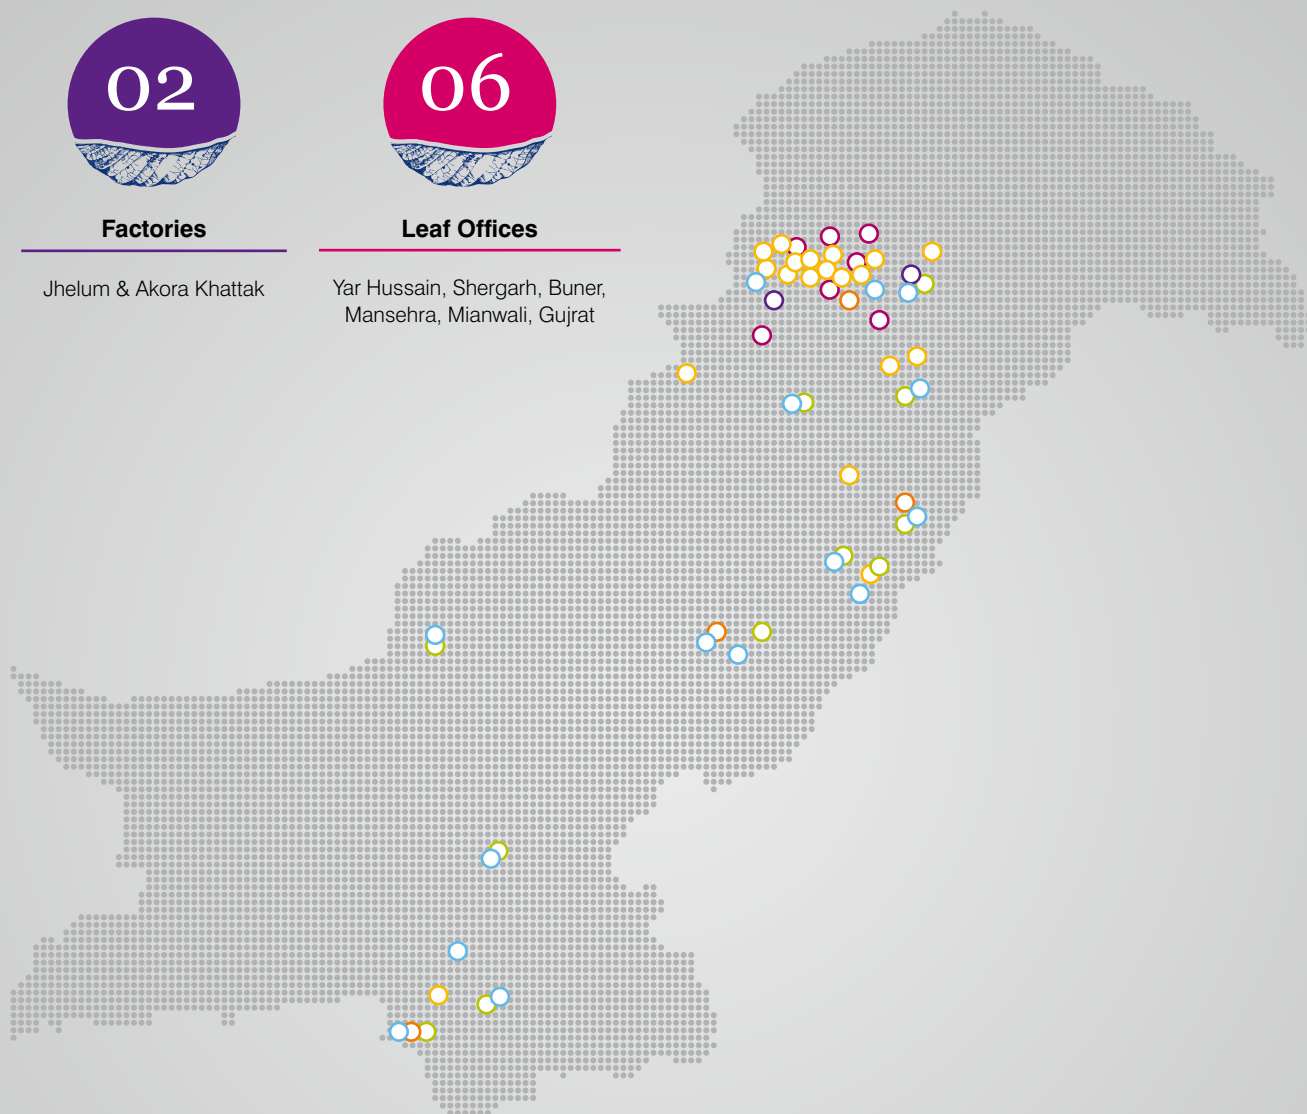 02
Factories
Jhelum & Akora Khattak
06
Leaf Offices
Yar Hussain, Shergarh, Buner,
Mansehra, Mianwali, Gujrat